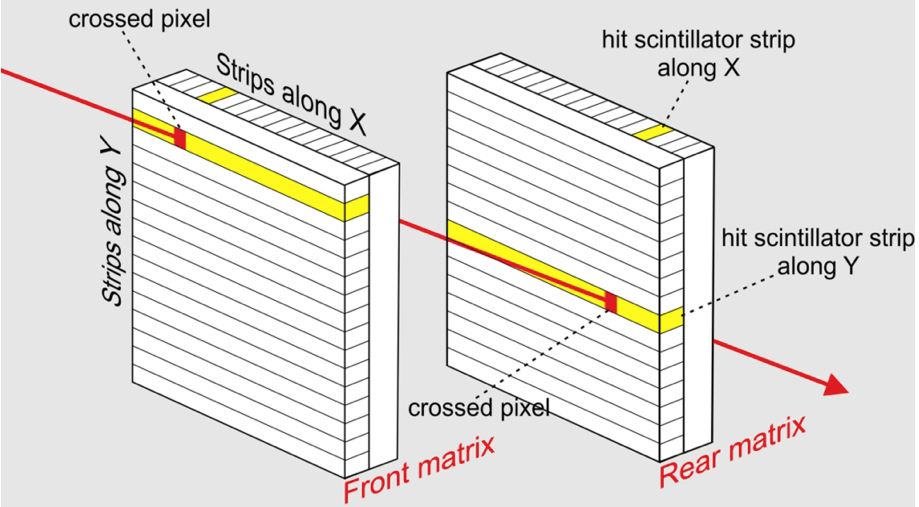 crossed pixel
Strips along X
Strips along Y
hit scintillator strip
along X
hit scintillator strip
along Y
crossed pixel
Front matrix
Rear matrix